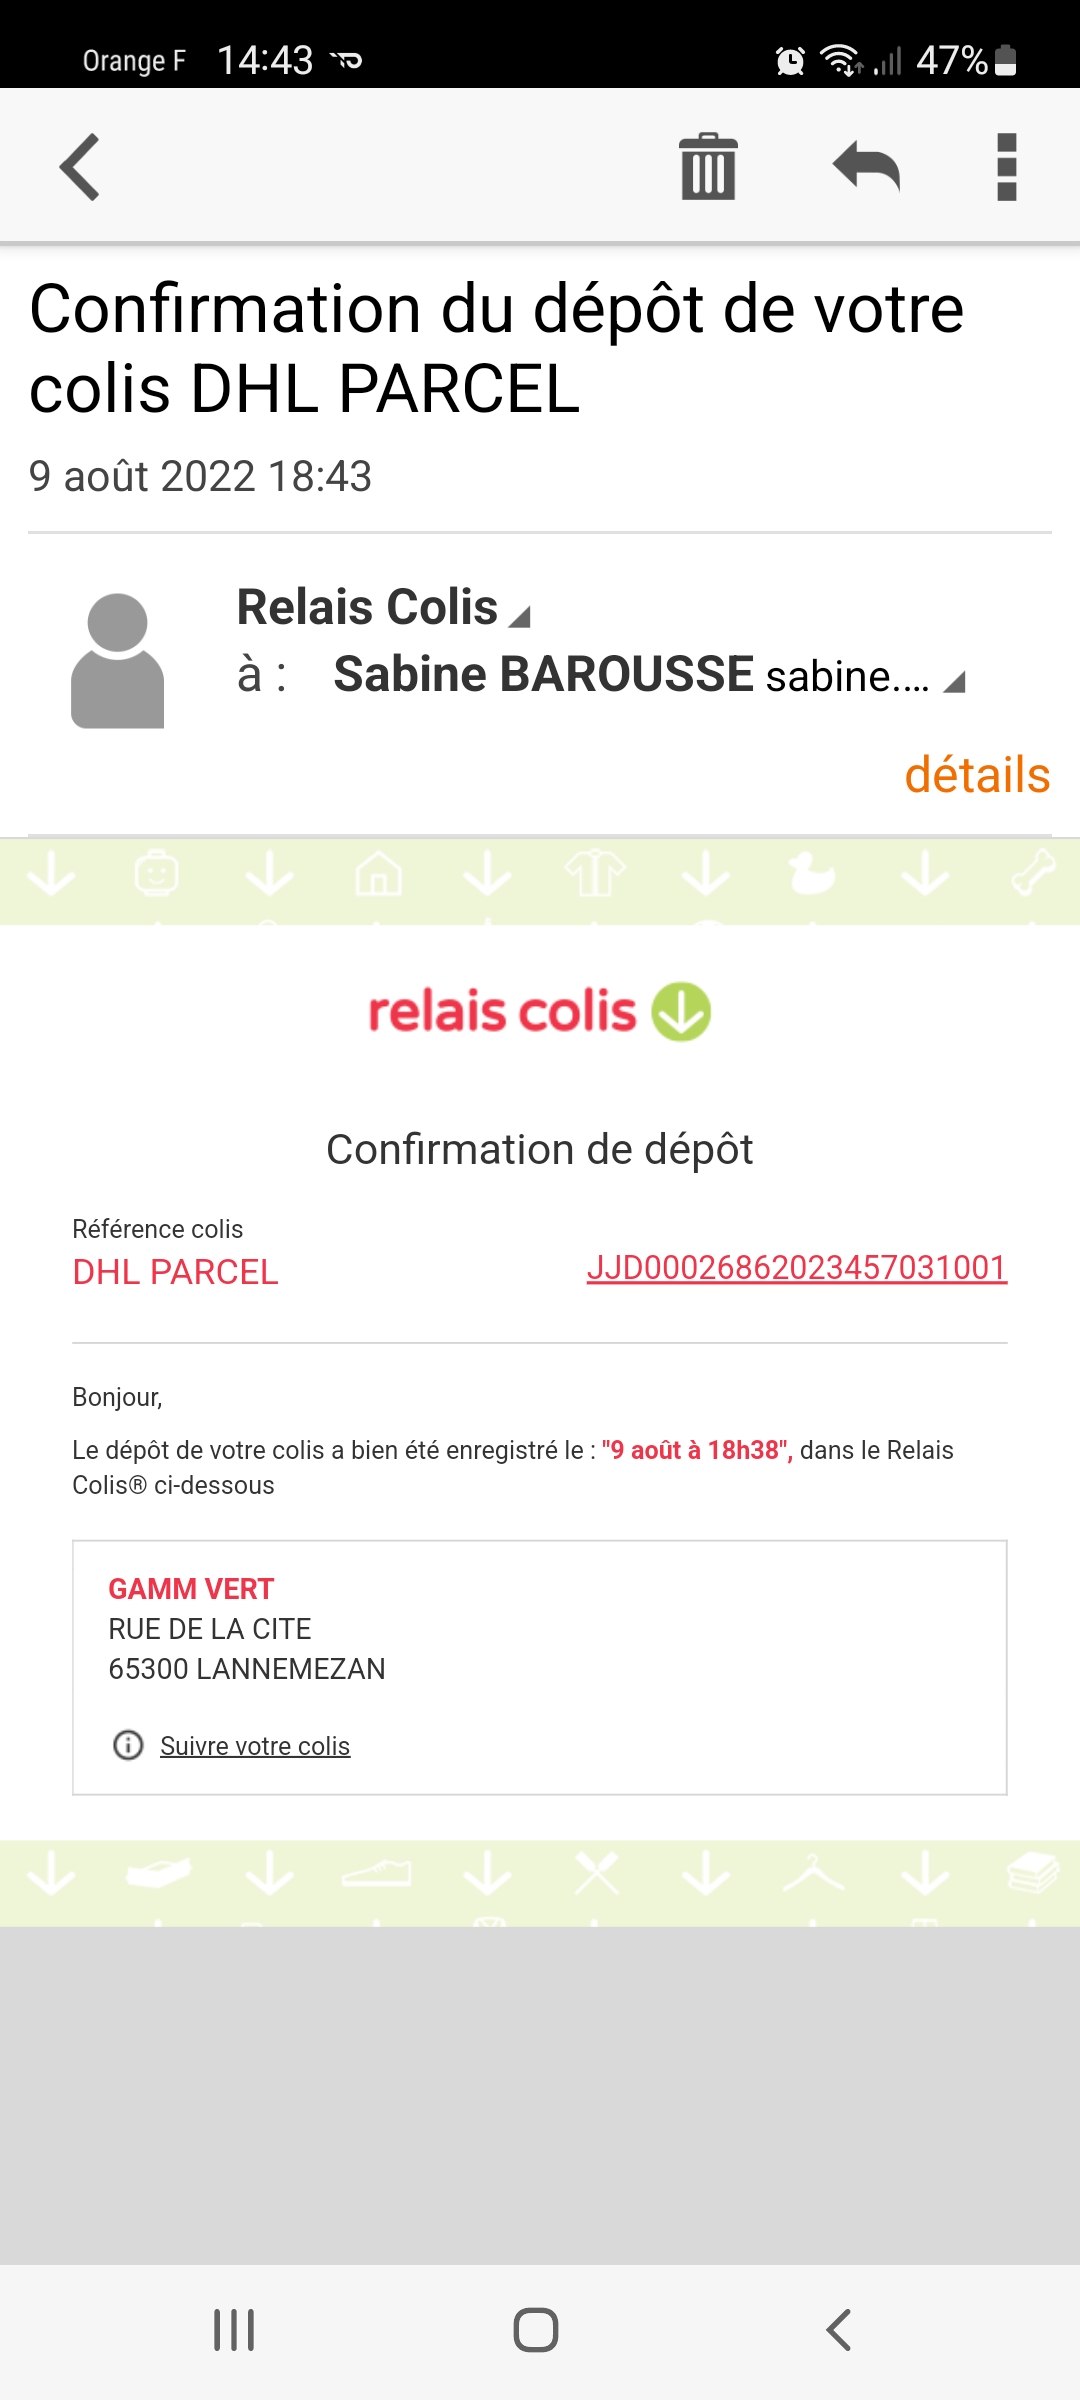 Orange F 14:43 47%
Confirmation du dépôt de votre
colis DHL PARCEL
9 août 2022 18:43
Relais Colis
à : Sabine BAROUSSE sabine....
détails
relais colis
Confirmation de dépôt
Référence colis
DHL PARCEL JJD00026862023457031001
Bonjour,
Le dépôt de votre colis a bien été enregistré le : "9 août à 18h38", dans le Relais
Colis® ci-dessous
GAMM VERT
RUE DE LA CITE
65300 LANNEMEZAN
Suivre votre colis